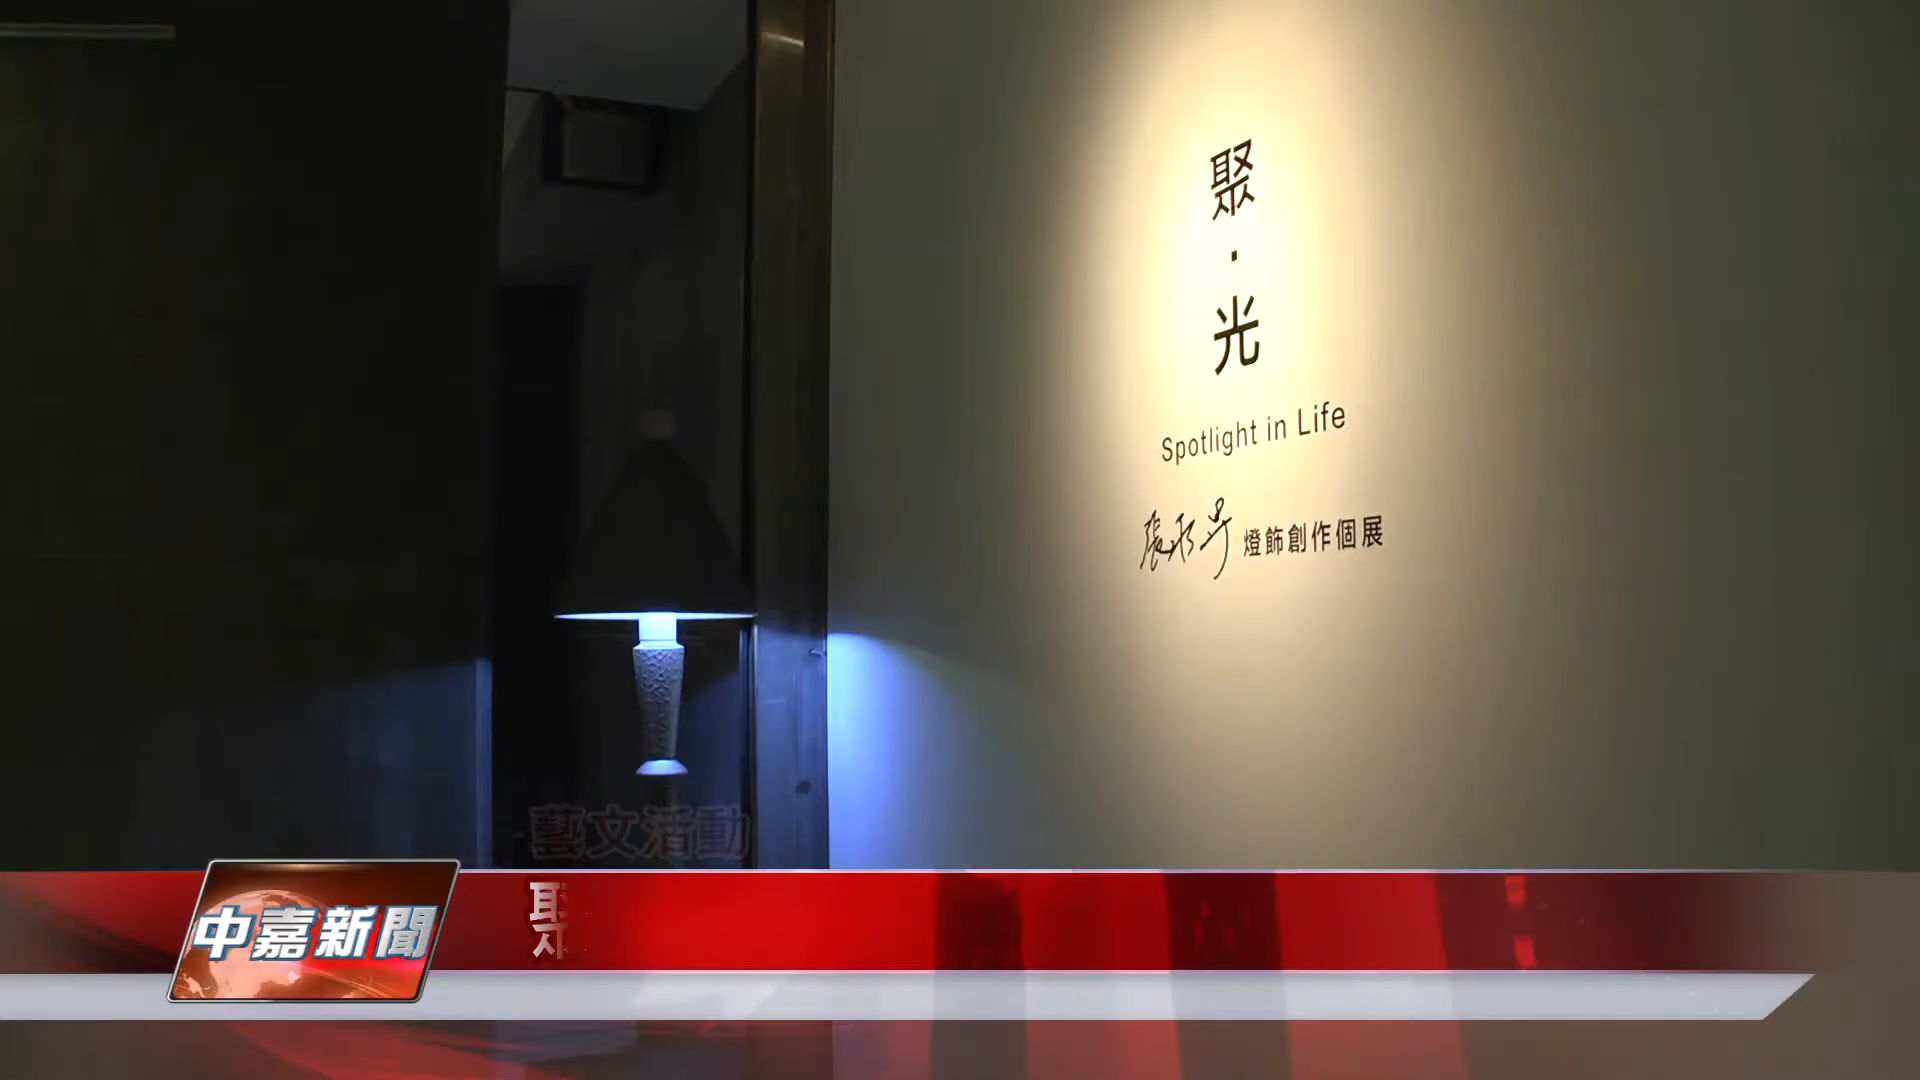 聚
·
光
Spotlight in Life
燈飾創作個展
藝文活動
中嘉新聞